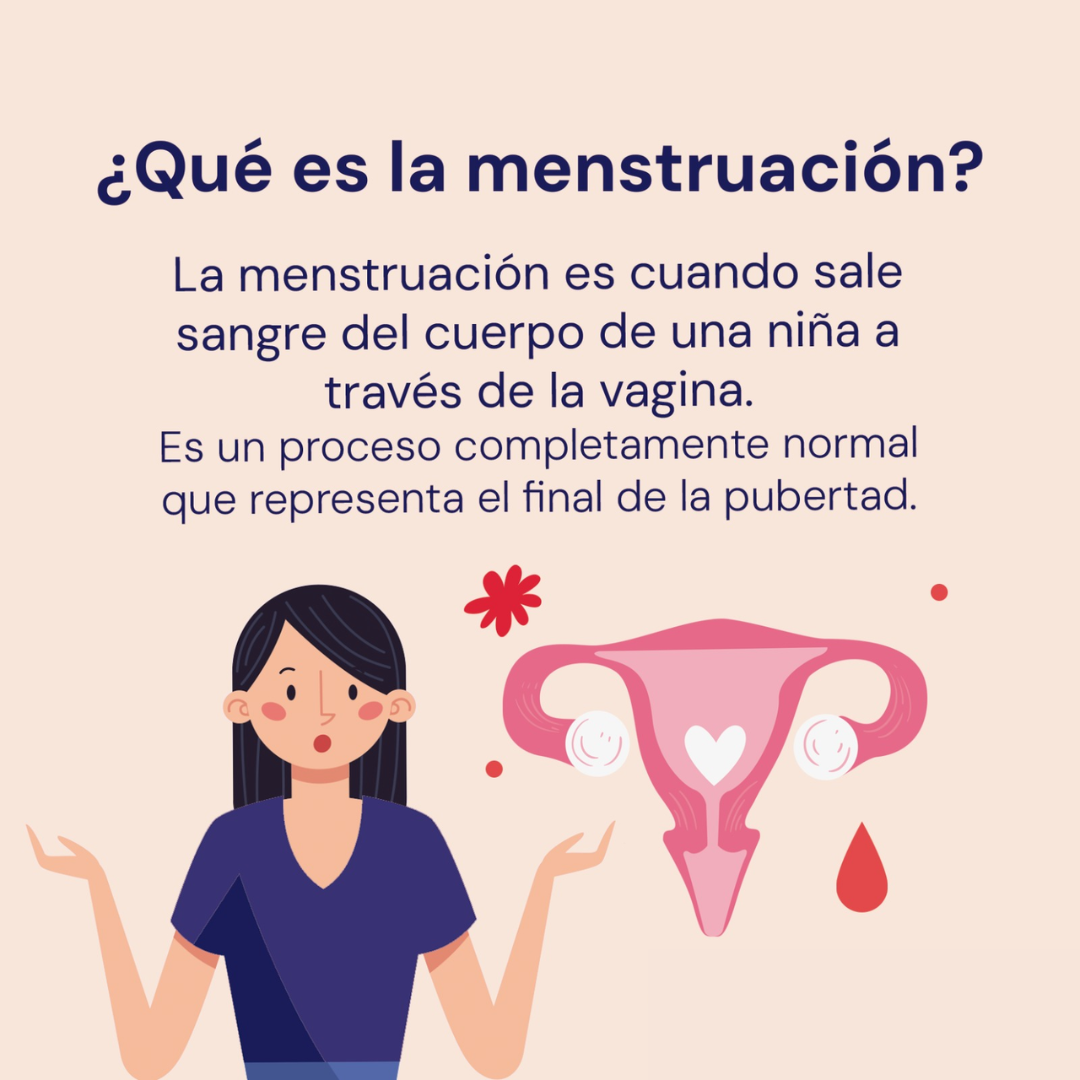 ¿Qué es la menstruación?
La menstruación es cuando sale
sangre del cuerpo de una niña a
través de la vagina.
Es un proceso completamente normal
que representa el final de la pubertad.